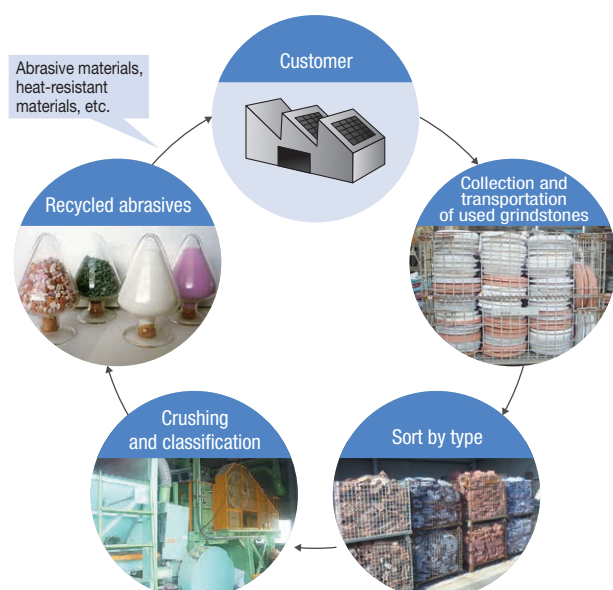 Customer
Abrasive materials,
heat-resistant
materials, etc.
Collection and
transportation
of used grindstones
Recycled abrasives
Crushing
and classification
Sort by type